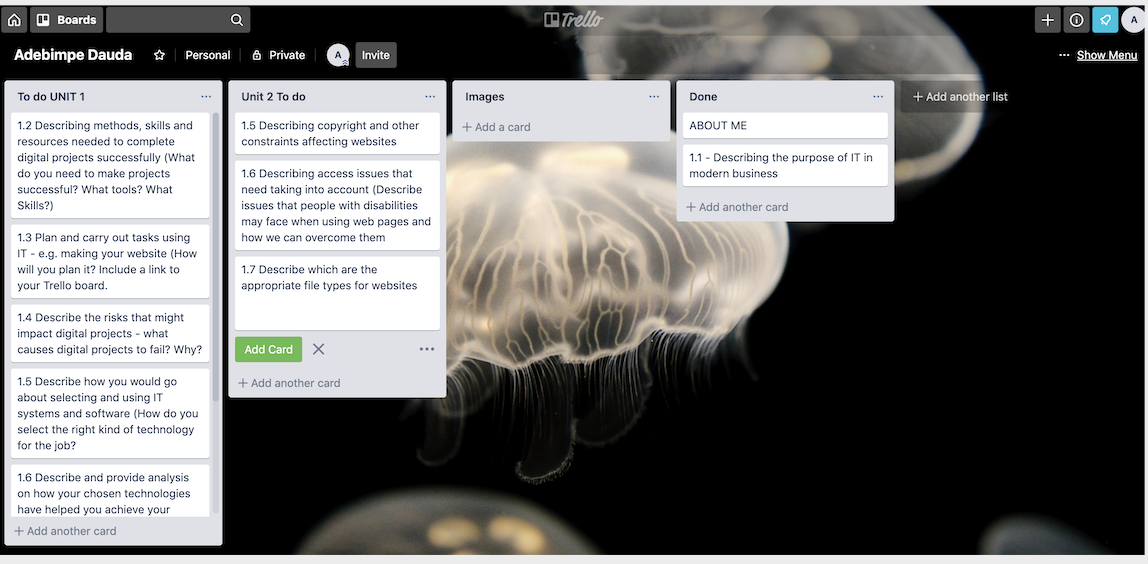 Boards
Trello
A
Adebimpe Dauda
Personal
Private
A
Invite
··· Show Menu
To do UNIT 1
1.2 Describing methods, skills and
resources needed to complete
digital projects successfully (What
do you need to make projects
successful? What tools? What
Skills?)
1.3 Plan and carry out tasks using
IT - e.g. making your website (How
will you plan it? Include a link to
your Trello board.
1.4 Describe the risks that might
impact digital projects - what
causes digital projects to fail? Why?
1.5 Describe how you would go
about selecting and using IT
systems and software (How do you
select the right kind of technology
for the job?
1.6 Describe and provide analysis
on how your chosen technologies
have helped you achieve your
+ Add another card
Unit 2 To do
1.5 Describing copyright and other
constraints affecting websites
1.6 Describing access issues that
need taking into account (Describe
issues that people with disabilities
may face when using web pages and
how we can overcome them
1.7 Describe which are the
appropriate file types for websites
Add Card
+ Add another card
Images
+ Add a card
Done
ABOUT ME
1.1 - Describing the purpose of IT in
modern business
+ Add another card
+ Add another list